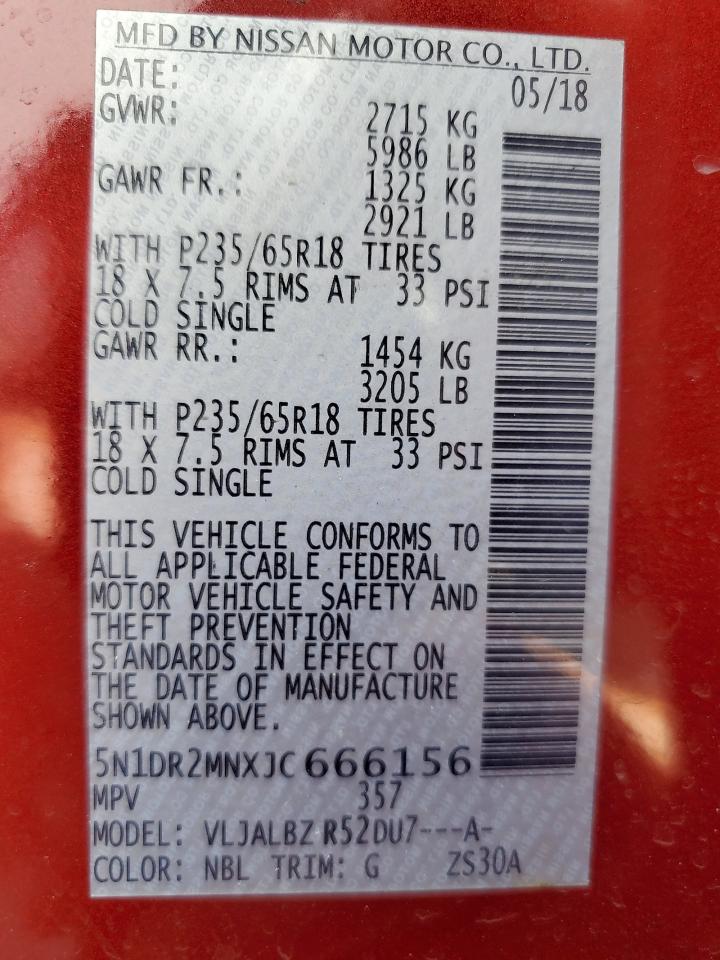 MFD BY NISSAN MOTOR CO., LTD.
DATE: 05/18
GVWR: 2715 KG
5986 LB
GAWR FR.: 1325 KG
2921 LB
WITH P235/65R18 TIRES
18 X 7.5 RIMS AT 33 PSI
COLD SINGLE
GAWR RR.: 1454 KG
3205 LB
WITH P235/65R18 TIRES
18 X 7.5 RIMS AT 33 PSI
COLD SINGLE
THIS VEHICLE CONFORMS TO
ALL APPLICABLE FEDERAL
MOTOR VEHICLE SAFETY AND
THEFT PREVENTION
STANDARDS IN EFFECT ON
THE DATE OF MANUFACTURE
SHOWN ABOVE.
5N1DR2MNXJC666156
MPV 357
MODEL: VLJALBZ R52DU7---A-
COLOR: NBL TRIM: G ZS30A